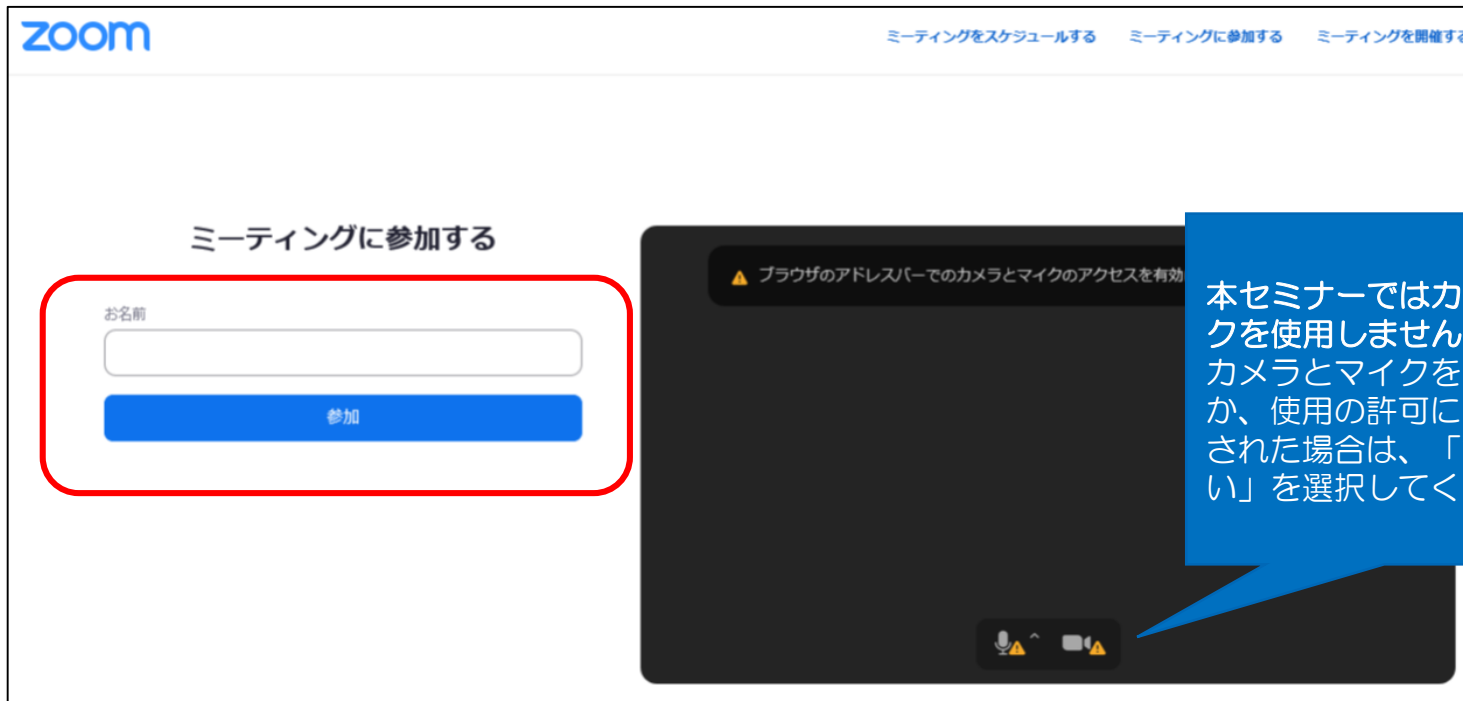 zoom
ミーティングをスケジュールする ミーティングに参加する ミーティングを開催する
ミーティングに参加する
ブラウザのアドレスバーでのカメラとマイクのアクセスを有効
お名前
参加
本セミナーではカ
クを使用しません
カメラとマイクを
か、使用の許可に
された場合は、「
い」を選択してく